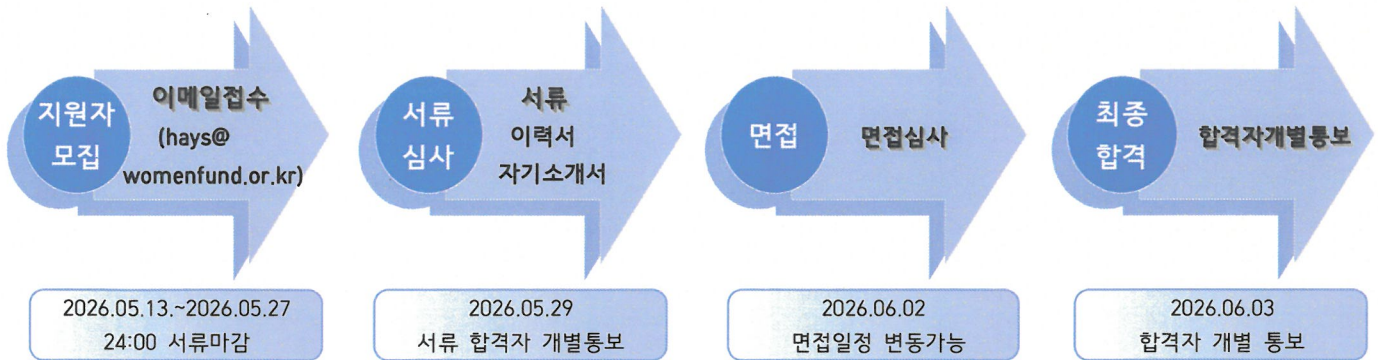 지원자
모집
이메일접수
(hays@
womenfund.or.kr)
2026.05.13.~2026.05.27
24:00 서류마감
서류
심사
서류
이력서
자기소개서
2026.05.29
서류 합격자 개별통보
면접
면접심사
2026.06.02
면접일정 변동가능
최종
합격
합격자개별통보
2026.06.03
합격자 개별 통보